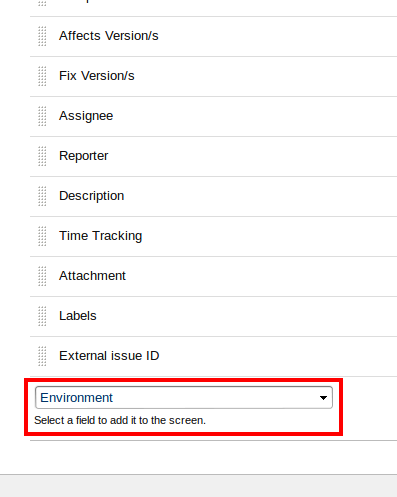 Affects Version/s
Fix Version/s
Assignee
Reporter
Description
Time Tracking
Attachment
Labels
External issue ID
Environment
Select a field to add it to the screen.